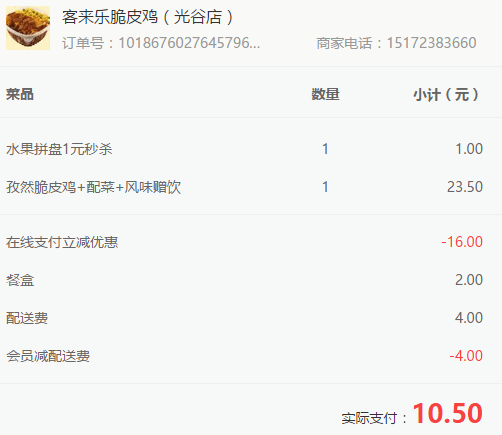 客来乐脆皮鸡（光谷店）
订单号：1018676027645796... 商家电话：15172383660
菜品 数量 小计（元）
水果拼盘1元秒杀 1 1.00
孜然脆皮鸡+配菜+风味赠饮 1 23.50
在线支付立减优惠 -16.00
餐盒 2.00
配送费 4.00
会员减配送费 -4.00
实际支付：10.50